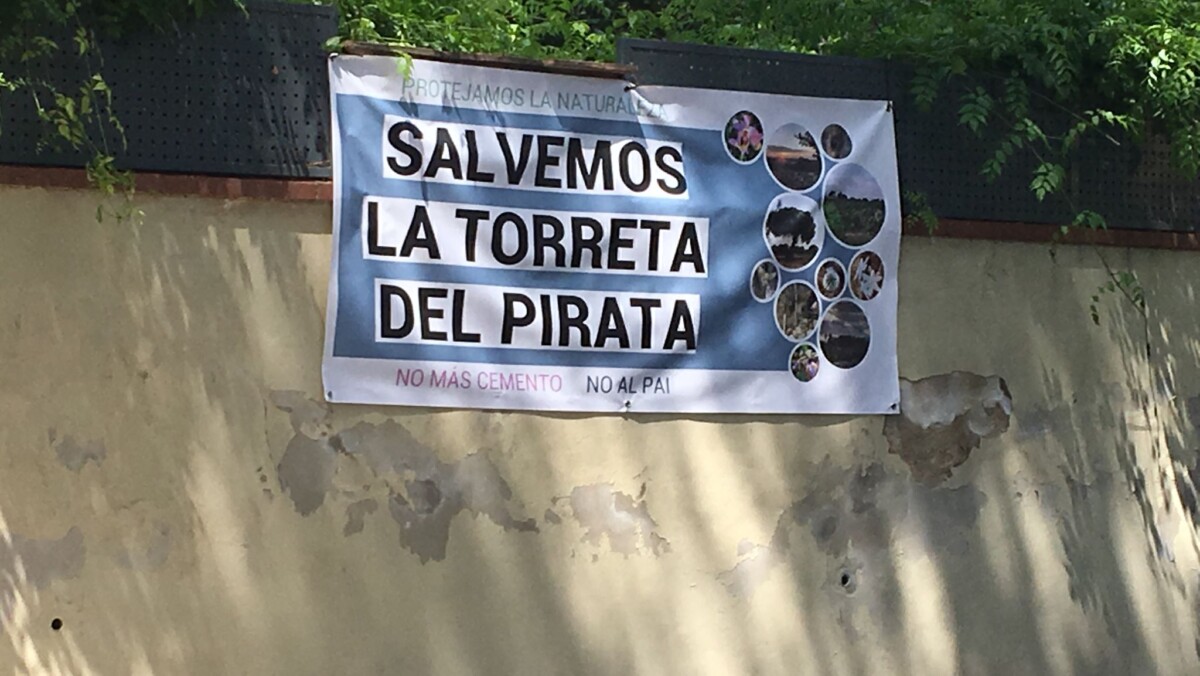 PROTEJAMOS LA NATURALEZA
SALVEMOS
LA TORRETA
DEL PIRATA
NO MÁS CEMENTO NO AL PAI